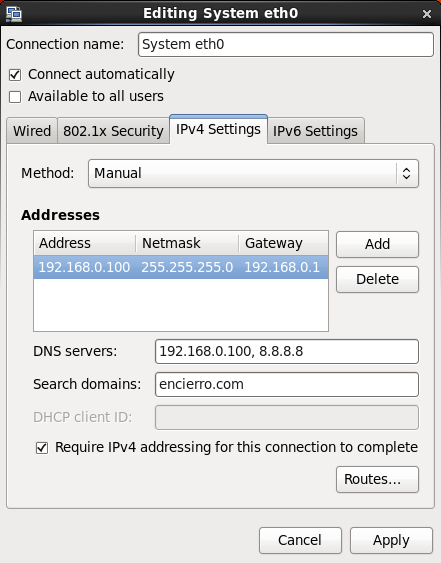 Editing System eth0
Connection name: System eth0
Connect automatically
Available to all users
Wired 802.1x Security IPv4 Settings IPv6 Settings
Method: Manual
Addresses
Address Netmask Gateway Add
192.168.0.100 255.255.255.0 192.168.0.1 Delete
DNS servers: 192.168.0.100, 8.8.8.8
Search domains: encierro.com
DHCP client ID:
Require IPv4 addressing for this connection to complete
Routes...
Cancel Apply